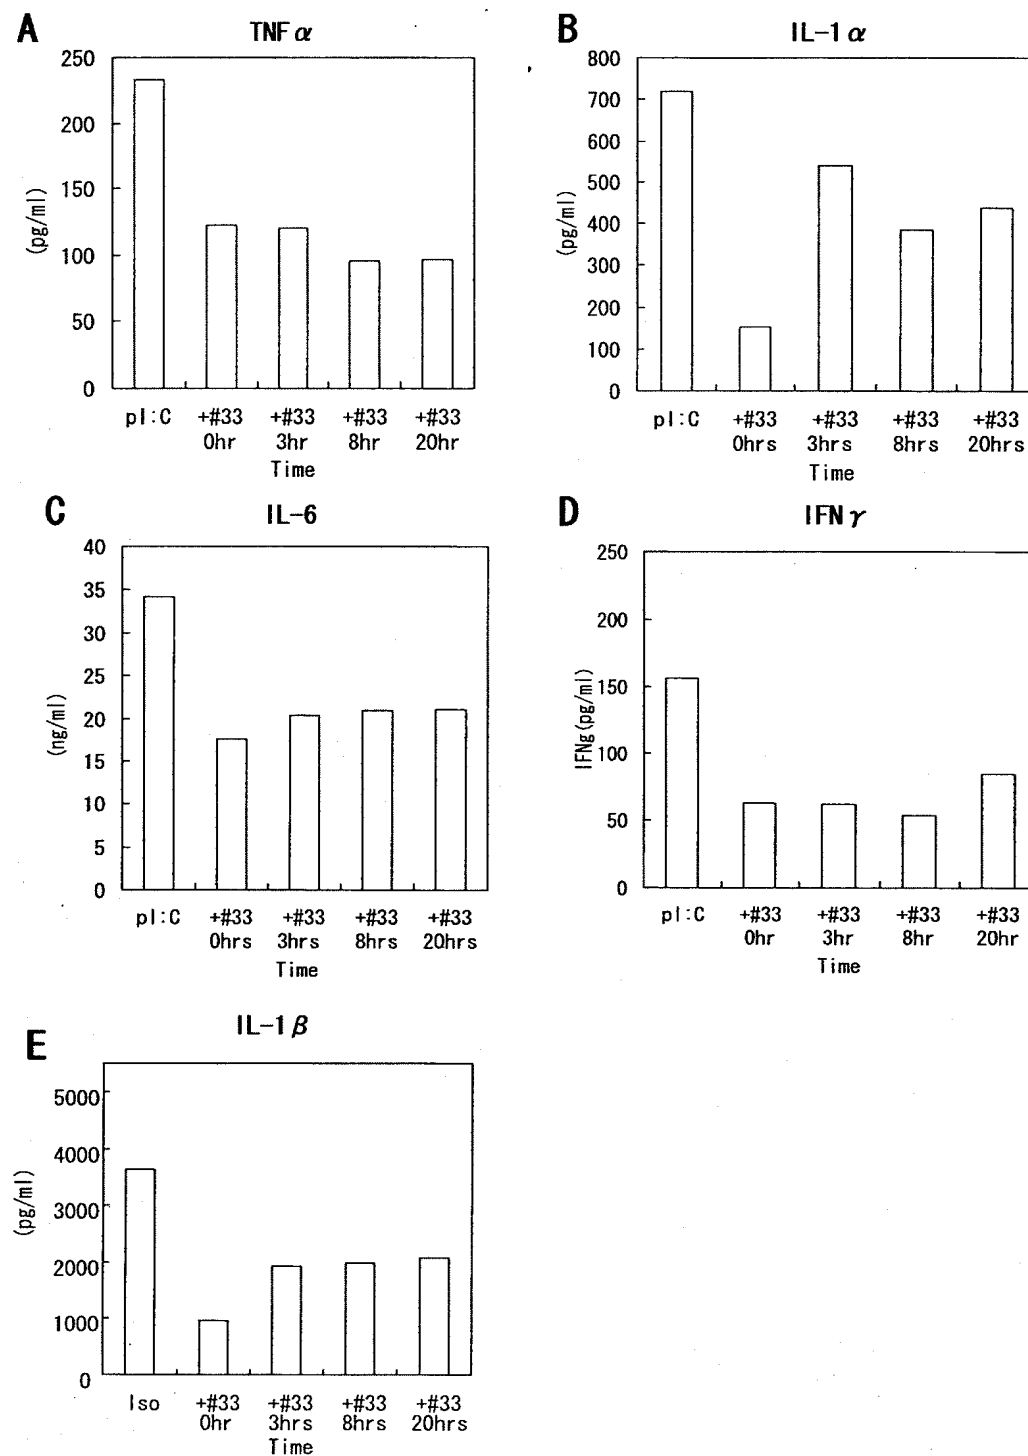 A
TNF α
250
200
150
100
50
0
(pg/ml)
pI:C +#33 +#33 +#33 +#33
0hr 3hr 8hr 20hr
Time
B
IL-1 α
800
700
600
500
400
300
200
100
0
(pg/ml)
pI:C +#33 +#33 +#33 +#33
0hrs 3hrs 8hrs 20hrs
Time
C
IL-6
40
35
30
25
20
15
10
5
0
(ng/ml)
pI:C +#33 +#33 +#33 +#33
0hrs 3hrs 8hrs 20hrs
Time
D
IFN γ
250
200
150
100
50
0
IFNg(pg/ml)
pI:C +#33 +#33 +#33 +#33
0hr 3hr 8hr 20hr
Time
E
IL-1 β
5000
4000
3000
2000
1000
0
(pg/ml)
Iso +#33 +#33 +#33 +#33
0hr 3hrs 8hrs 20hrs
Time